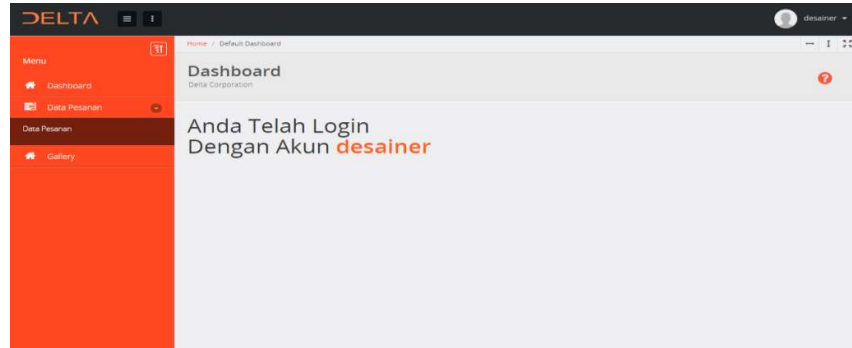 DELTA
desainer
Home / Default Dashboard
Menu
Dashboard
Delta Corporation
Dashboard
Data Pesanan
Data Pesanan
Gallery
Anda Telah Login
Dengan Akun desainer